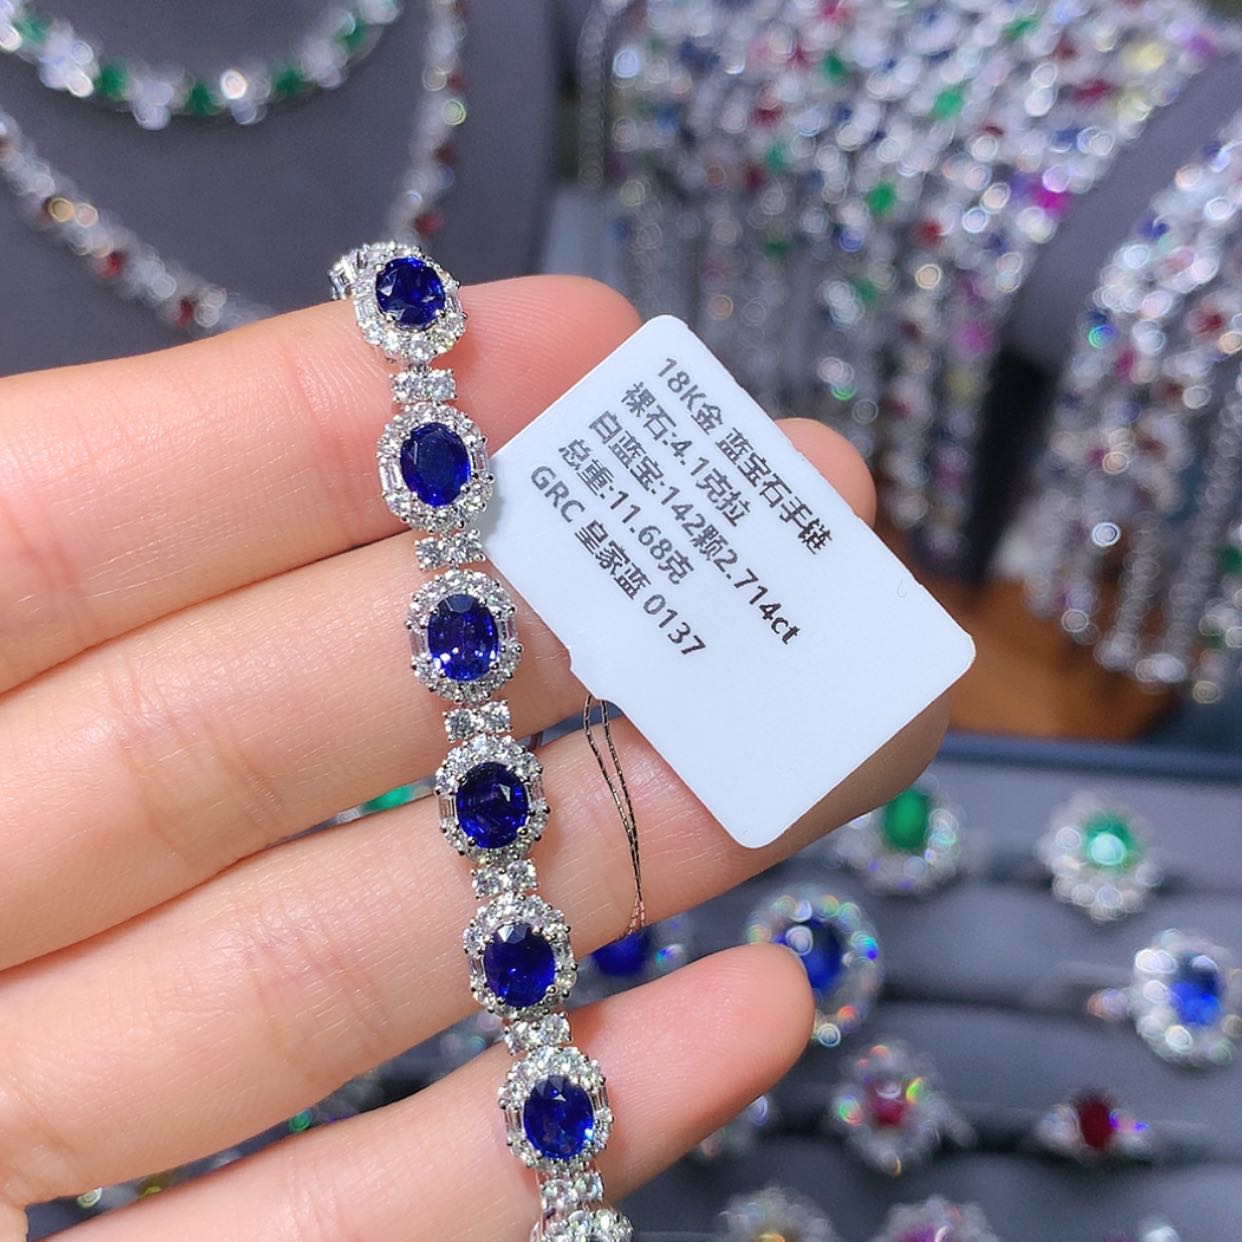 18K金 蓝宝石手链
裸石:4.1克拉
白蓝宝:142颗2.714ct
总重:11.68克
GRC 皇家蓝 0137